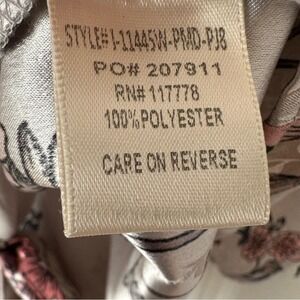 STYLE#I-11445W-PMD-PJ8
PO# 207911
RN# 117778
100%POLYESTER
CARE ON REVERSE